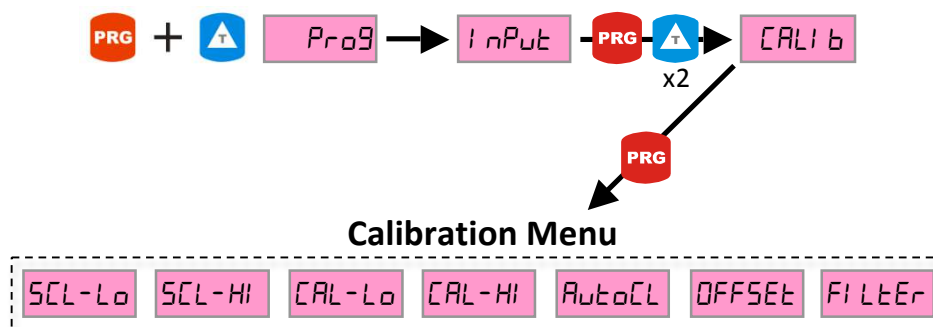 PRG + T Prog InPut PRG T CALIb
x2
PRG
Calibration Menu
SCL-Lo SCL-HI CAL-Lo CAL-HI AutoCL OFFSEt FILtEr